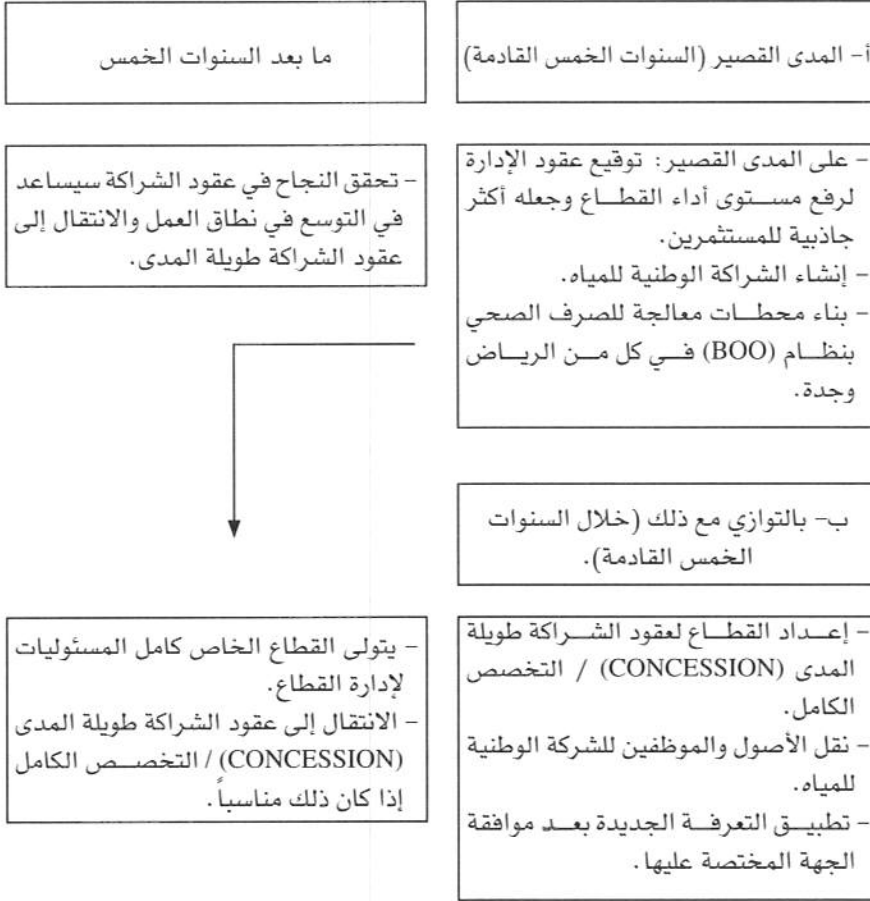 أ- المدى القصير (السنوات الخمس القادمة)
ما بعد السنوات الخمس
- على المدى القصير: توقيع عقود الإدارة
لرفع مستوى أداء القطاع وجعله أكثر
جاذبية للمستثمرين.
- إنشاء الشراكة الوطنية للمياه.
- بناء محطات معالجة للصرف الصحي
بنظام (BOO) في كل من الرياض
وجدة.
- تحقق النجاح في عقود الشراكة سيساعد
في التوسع في نطاق العمل والانتقال إلى
عقود الشراكة طويلة المدى.
ب- بالتوازي مع ذلك (خلال السنوات
الخمس القادمة).
- إعداد القطاع لعقود الشراكة طويلة
المدى (CONCESSION) / التخصص
الكامل.
- نقل الأصول والموظفين للشركة الوطنية
للمياه.
- تطبيق التعرفة الجديدة بعد موافقة
الجهة المختصة عليها.
- يتولى القطاع الخاص كامل المسئوليات
لإدارة القطاع.
- الانتقال إلى عقود الشراكة طويلة المدى
(CONCESSION) / التخصص الكامل
إذا كان ذلك مناسباً.